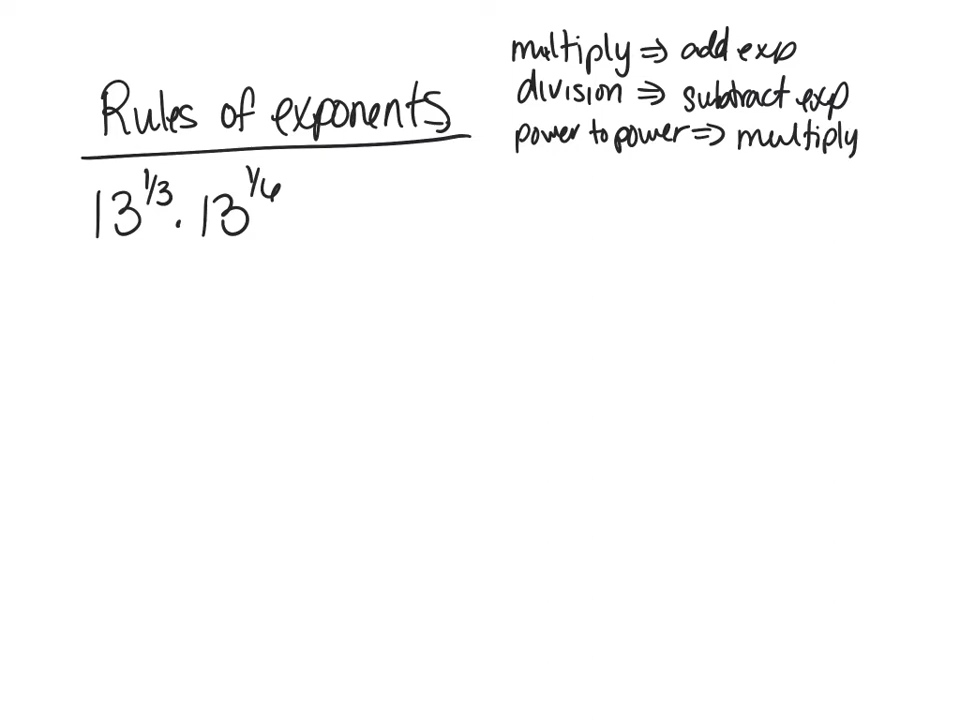 multiply ⇒ add exp
division ⇒ subtract exp
power to power ⇒ multiply
Rules of exponents
13^1/3 · 13^1/6